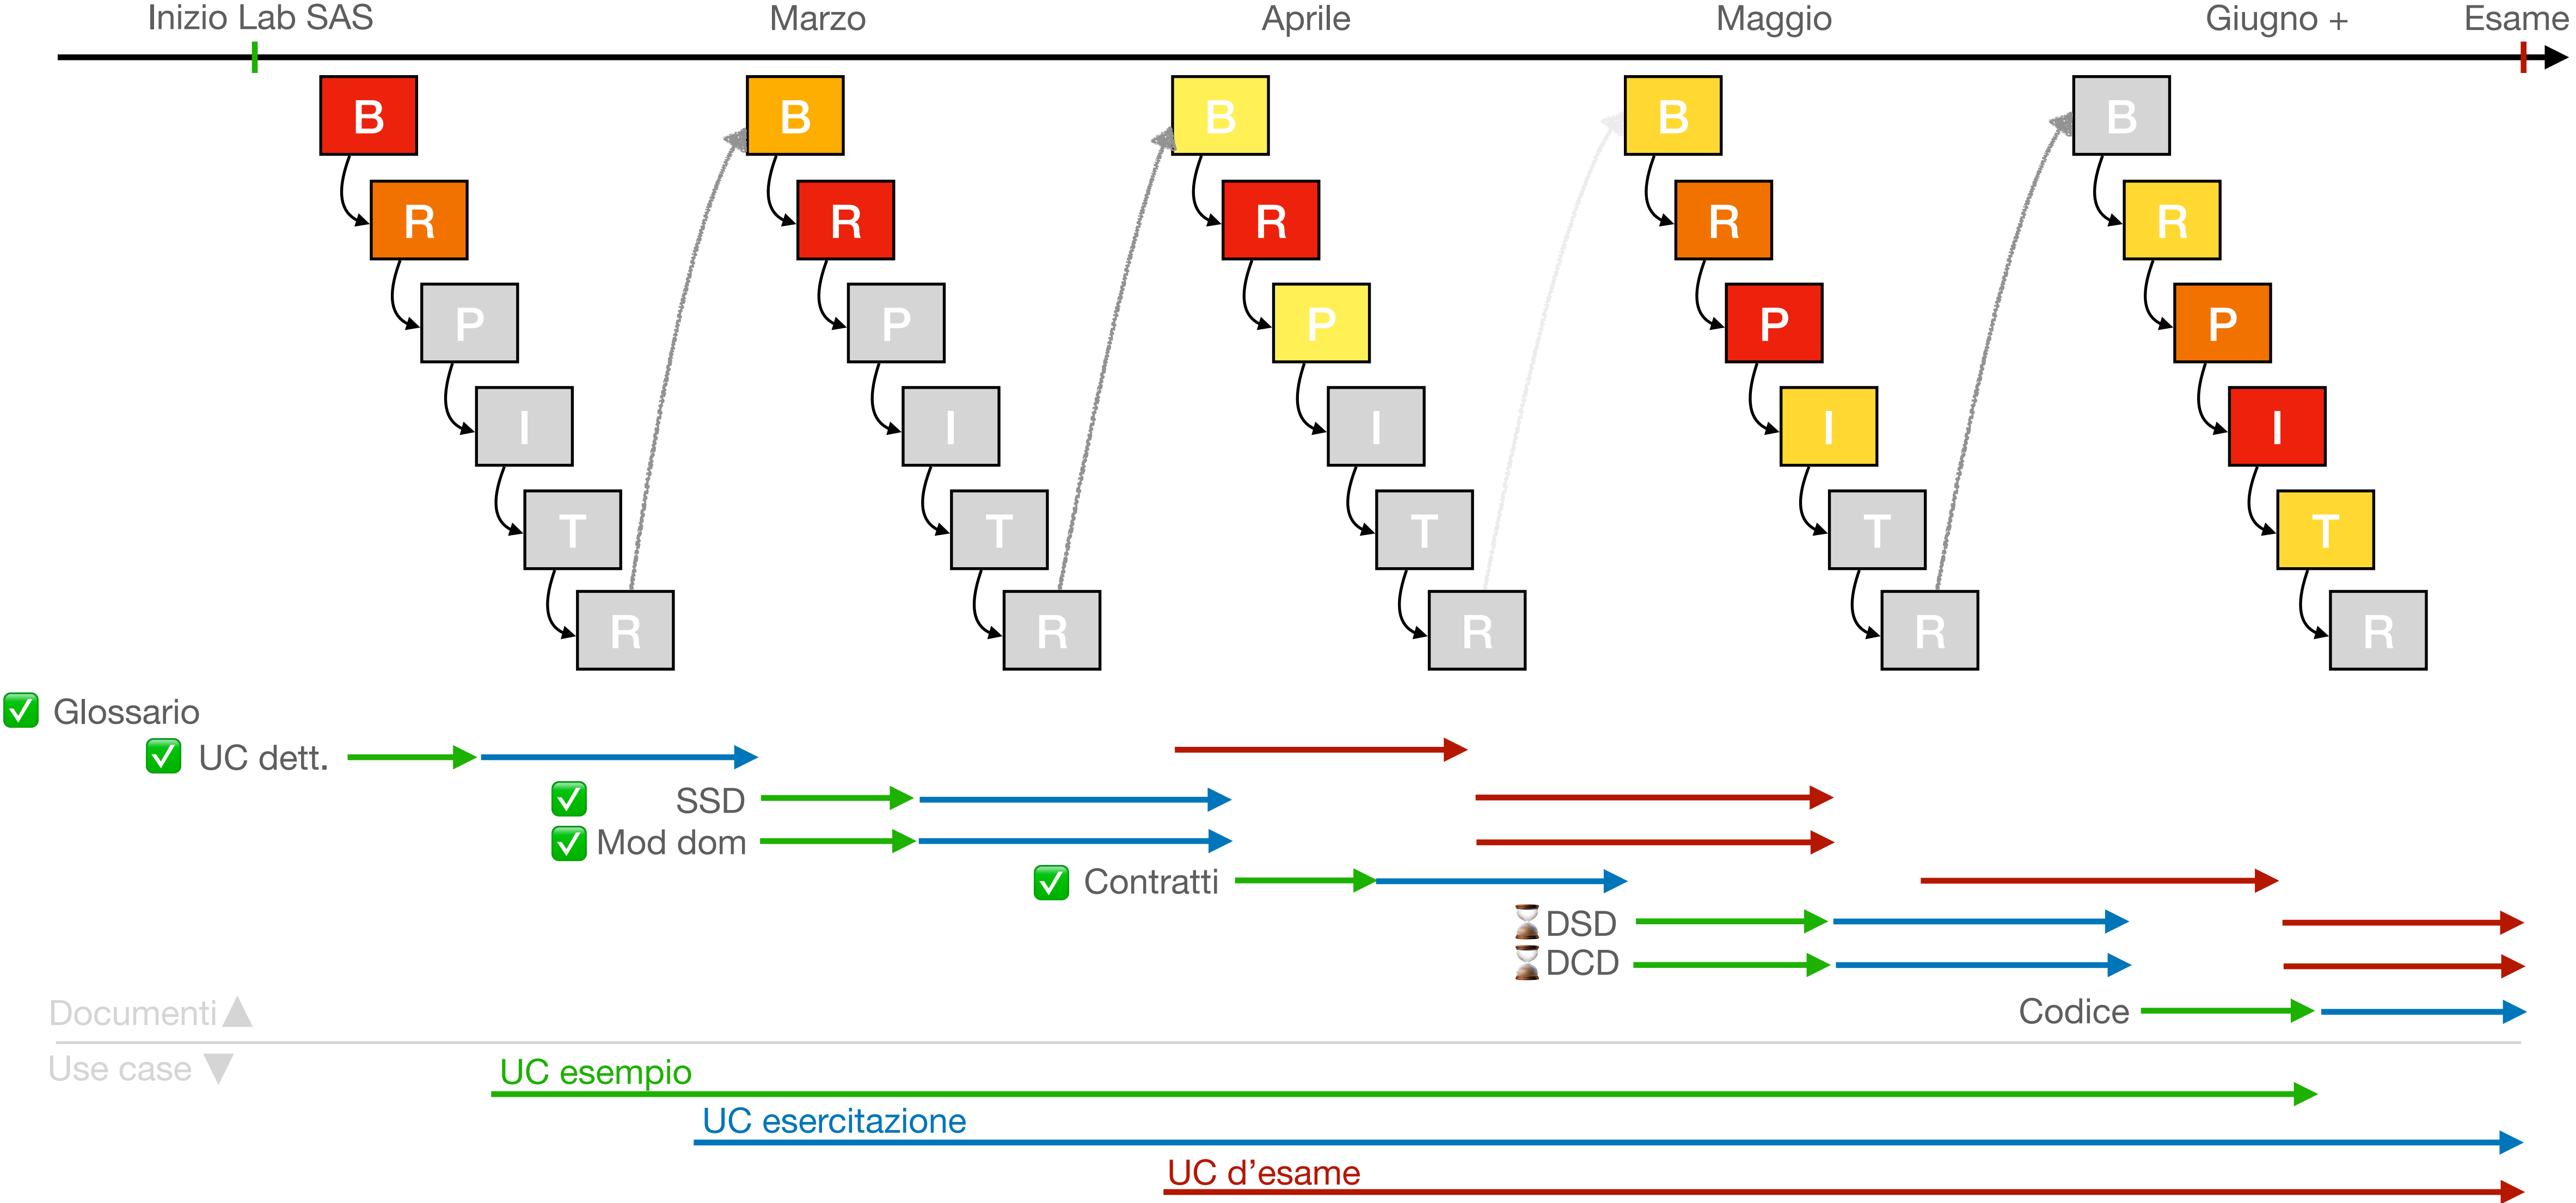 Inizio Lab SAS Marzo Aprile Maggio Giugno + Esame
B B B B B
R R R R R
P P P P P
I I I I I
T T T T T
R R R R R
Glossario
UC dett.
SSD
Mod dom
Contratti
DSD
DCD
Codice
Documenti
Use case
UC esempio
UC esercitazione
UC d’esame